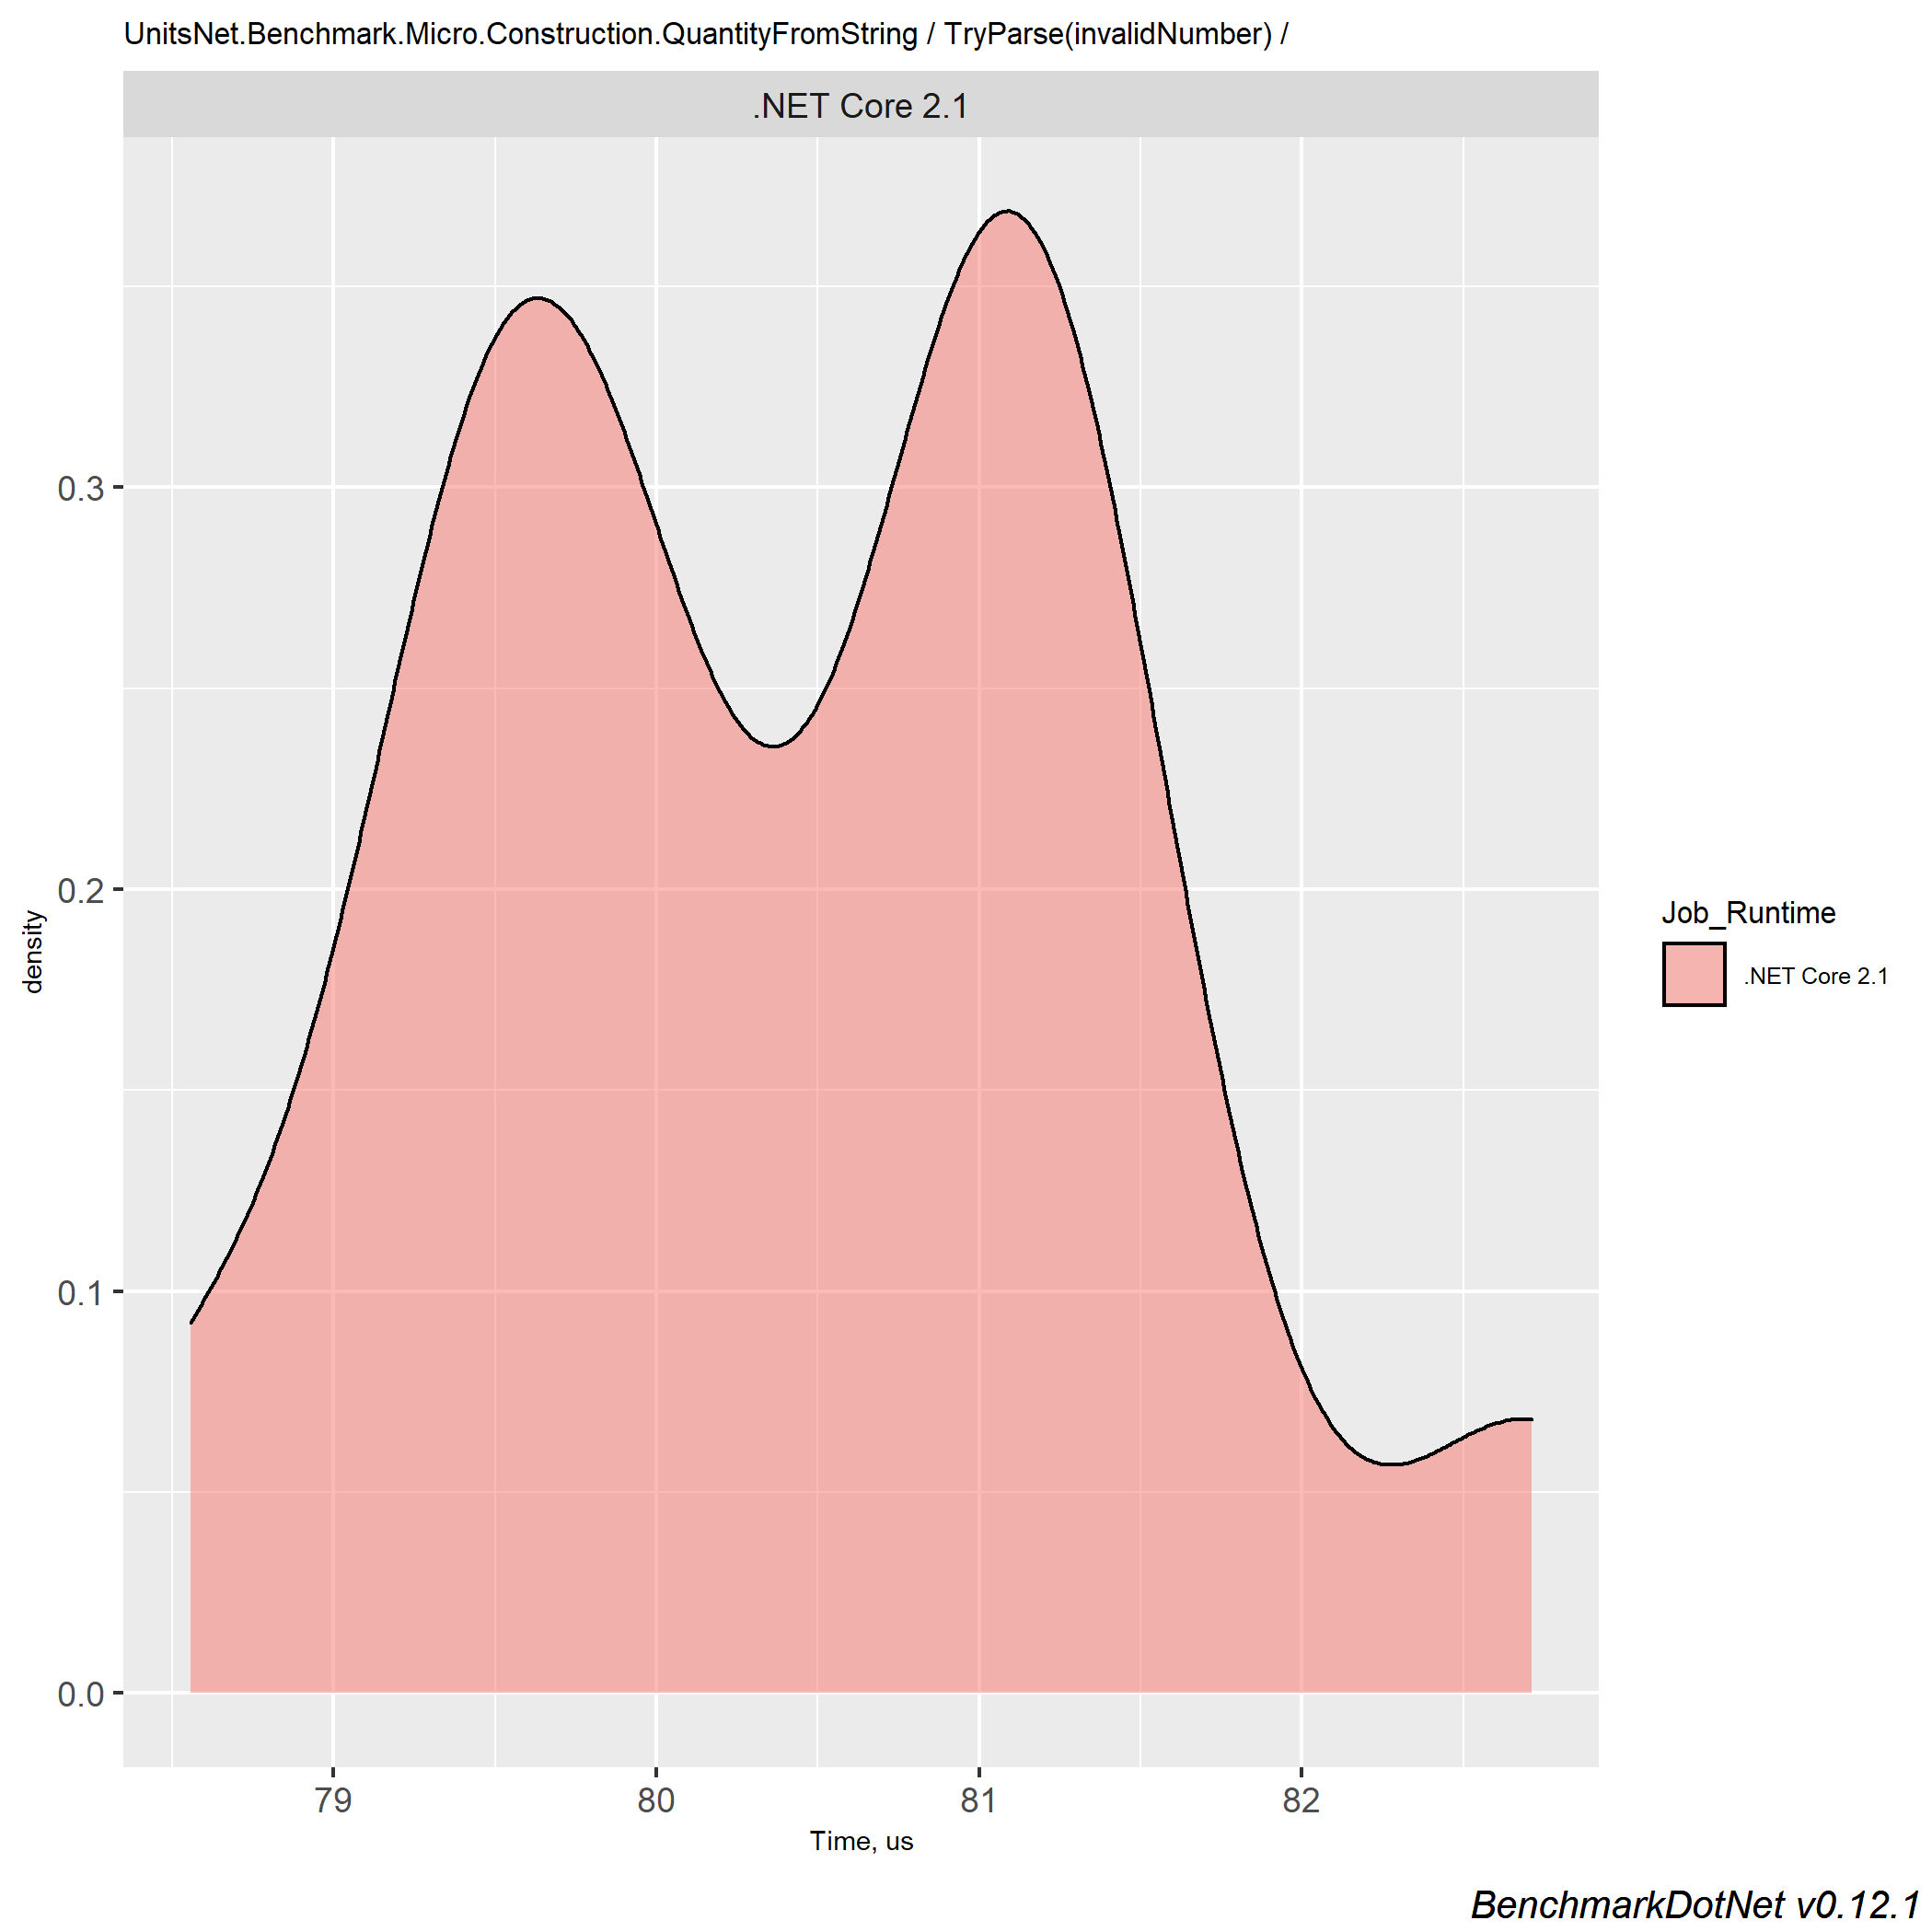 UnitsNet.Benchmark.Micro.Construction.QuantityFromString / TryParse(invalidNumber) /
.NET Core 2.1
density
0.3
0.2
0.1
0.0
79 80 81 82
Time, us
Job_Runtime
.NET Core 2.1
BenchmarkDotNet v0.12.1